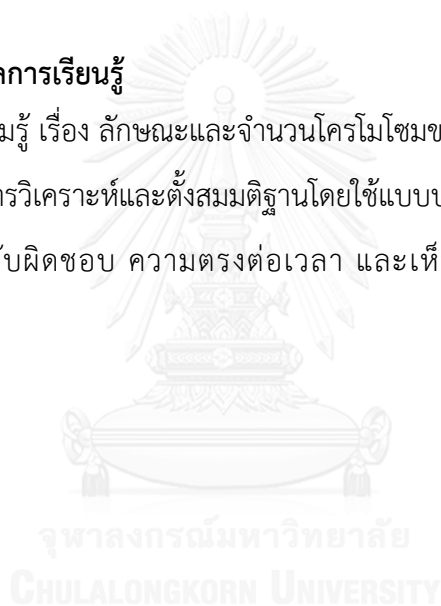 ลการเรียนรู้
มรู้ เรื่อง ลักษณะและจำนวนโครโมโซมข
ารวิเคราะห์และตั้งสมมติฐานโดยใช้แบบบ
ับผิดชอบ ความตรงต่อเวลา และเห็
จุฬาลงกรณ์มหาวิทยาลัย
CHULALONGKORN UNIVERSITY